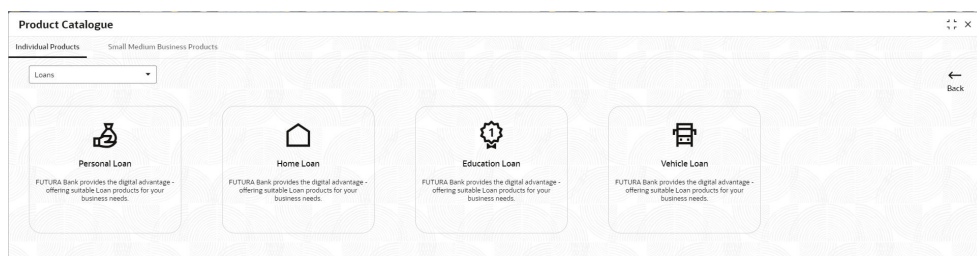 Product Catalogue
Individual Products Small Medium Business Products
Loans
Back
1
Personal Loan Home Loan Education Loan Vehicle Loan
FUTURA Bank provides the digital advantage - FUTURA Bank provides the digital advantage - FUTURA Bank provides the digital advantage - FUTURA Bank provides the digital advantage -
offering suitable Loan products for your offering suitable Loan products for your offering suitable Loan products for your offering suitable Loan products for your
business needs. business needs. business needs. business needs.